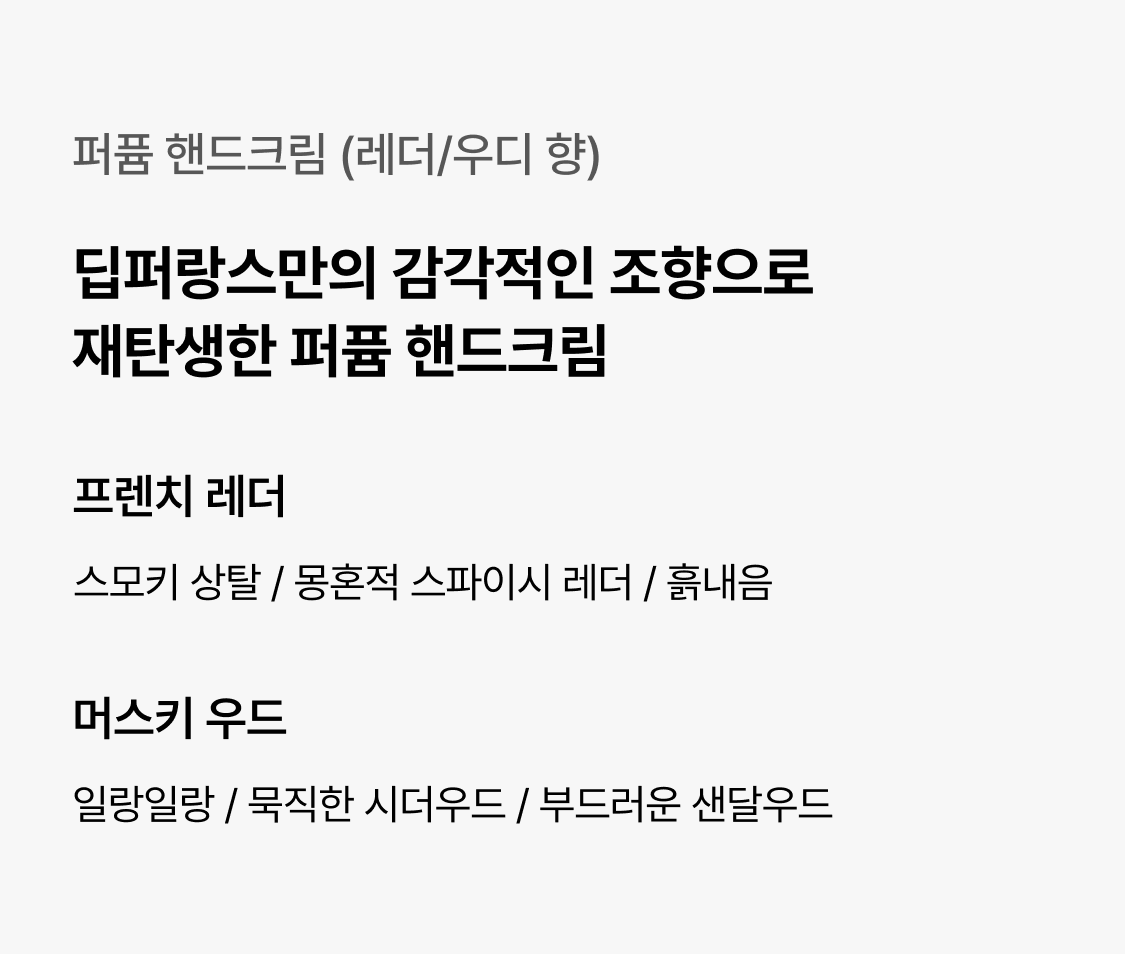 퍼퓸 핸드크림 (레더/우디 향)
딥퍼랑스만의 감각적인 조향으로
재탄생한 퍼퓸 핸드크림
프렌치 레더
스모키 상탈 / 몽혼적 스파이시 레더 / 흙내음
머스키 우드
일랑일랑 / 묵직한 시더우드 / 부드러운 샌달우드